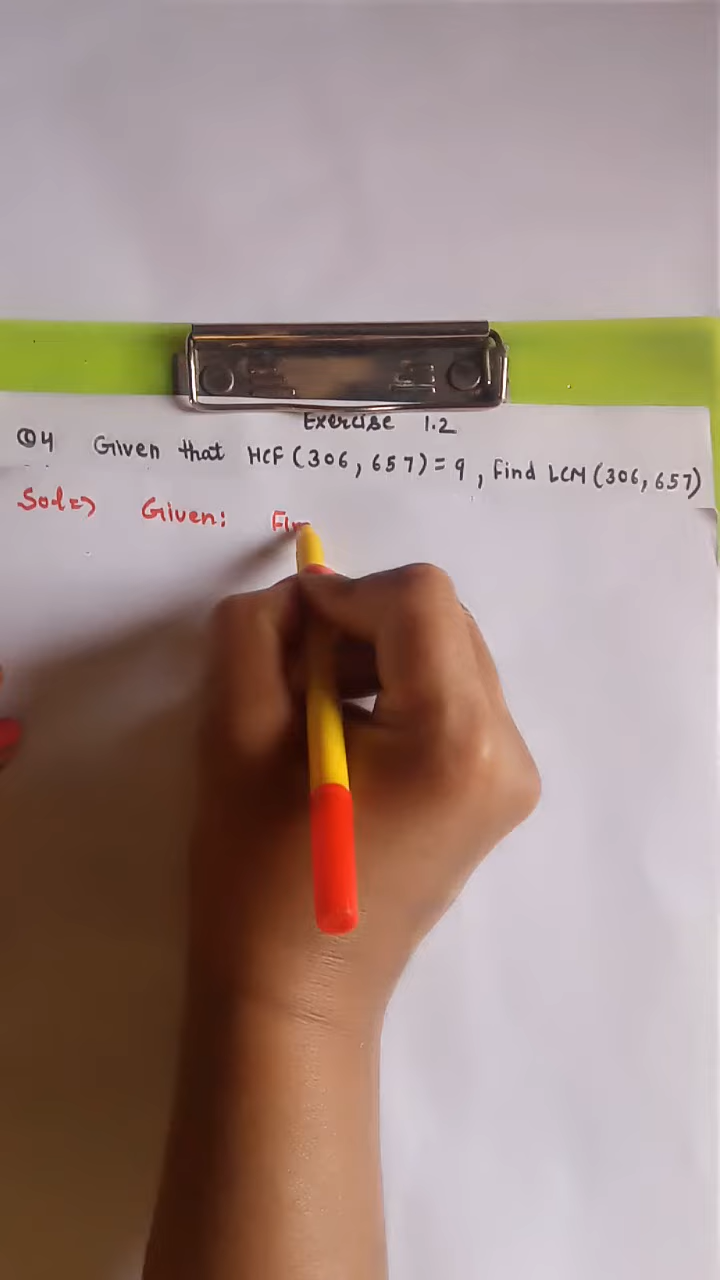 Exercise 1.2
Q4 Given that HCF (306, 657) = 9, Find LCM (306, 657)
Sol=> Given: